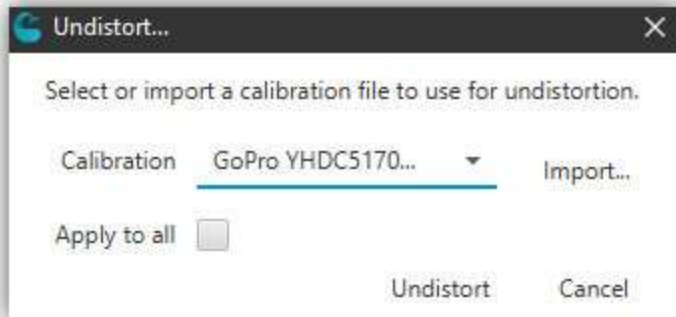 Undistort...
Select or import a calibration file to use for undistortion.
Calibration GoPro YHDC5170... Import...
Apply to all
Undistort Cancel